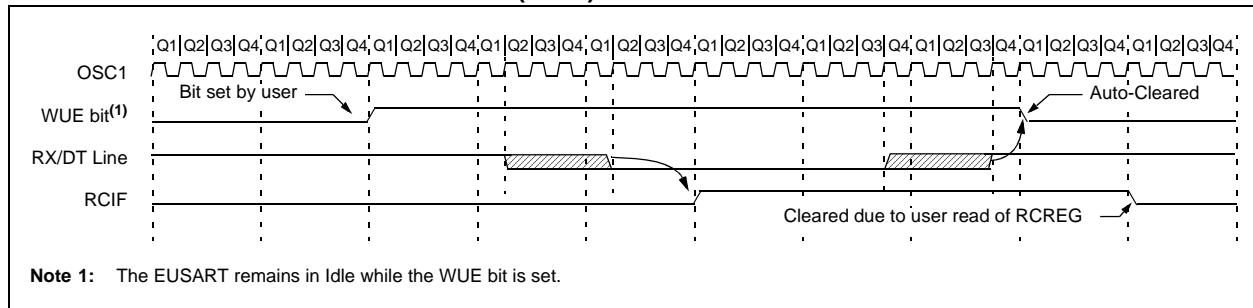 Q1 Q2 Q3 Q4 Q1 Q2 Q3 Q4 Q1 Q2 Q3 Q4 Q1 Q2 Q3 Q4 Q1 Q2 Q3 Q4 Q1 Q2 Q3 Q4 Q1 Q2 Q3 Q4 Q1 Q2 Q3 Q4 Q1 Q2 Q3 Q4 Q1 Q2 Q3 Q4
OSC1
Bit set by user
Auto-Cleared
WUE bit(1)
RX/DT Line
RCIF
Cleared due to user read of RCREG
Note 1: The EUSART remains in Idle while the WUE bit is set.